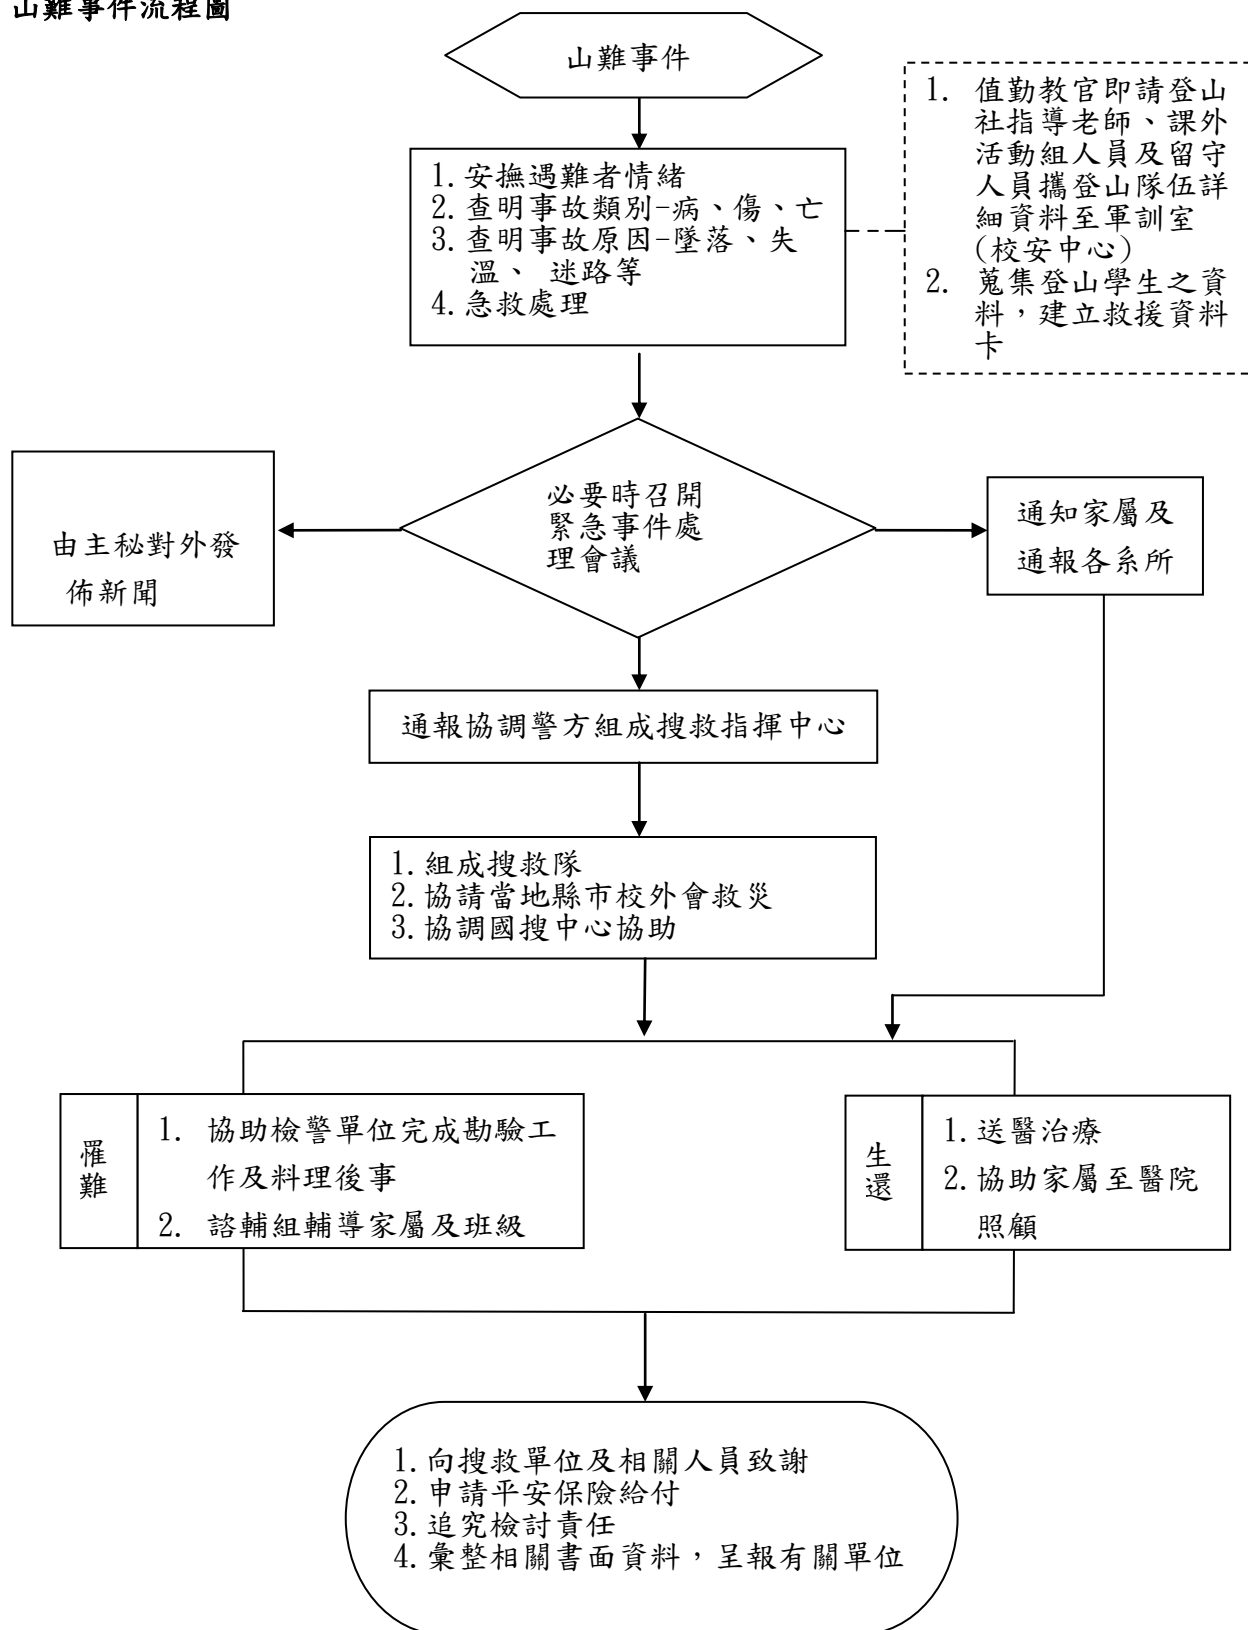 山難事件流程圖
山難事件
1. 值勤教官即請登山
社指導老師、課外
活動組人員及留守
人員攜登山隊伍詳
細資料至軍訓室
(校安中心)
2. 蒐集登山學生之資
料，建立救援資料
卡
1.安撫遇難者情緒
2.查明事故類別-病、傷、亡
3.查明事故原因-墜落、失
溫、 迷路等
4.急救處理
必要時召開
緊急事件處
理會議
由主秘對外發
佈新聞
通知家屬及
通報各系所
通報協調警方組成搜救指揮中心
1.組成搜救隊
2.協請當地縣市校外會救災
3.協調國搜中心協助
罹難
1. 協助檢警單位完成勘驗工
作及料理後事
2. 諮輔組輔導家屬及班級
生還
1.送醫治療
2.協助家屬至醫院
照顧
1.向搜救單位及相關人員致謝
2.申請平安保險給付
3.追究檢討責任
4.彙整相關書面資料，呈報有關單位